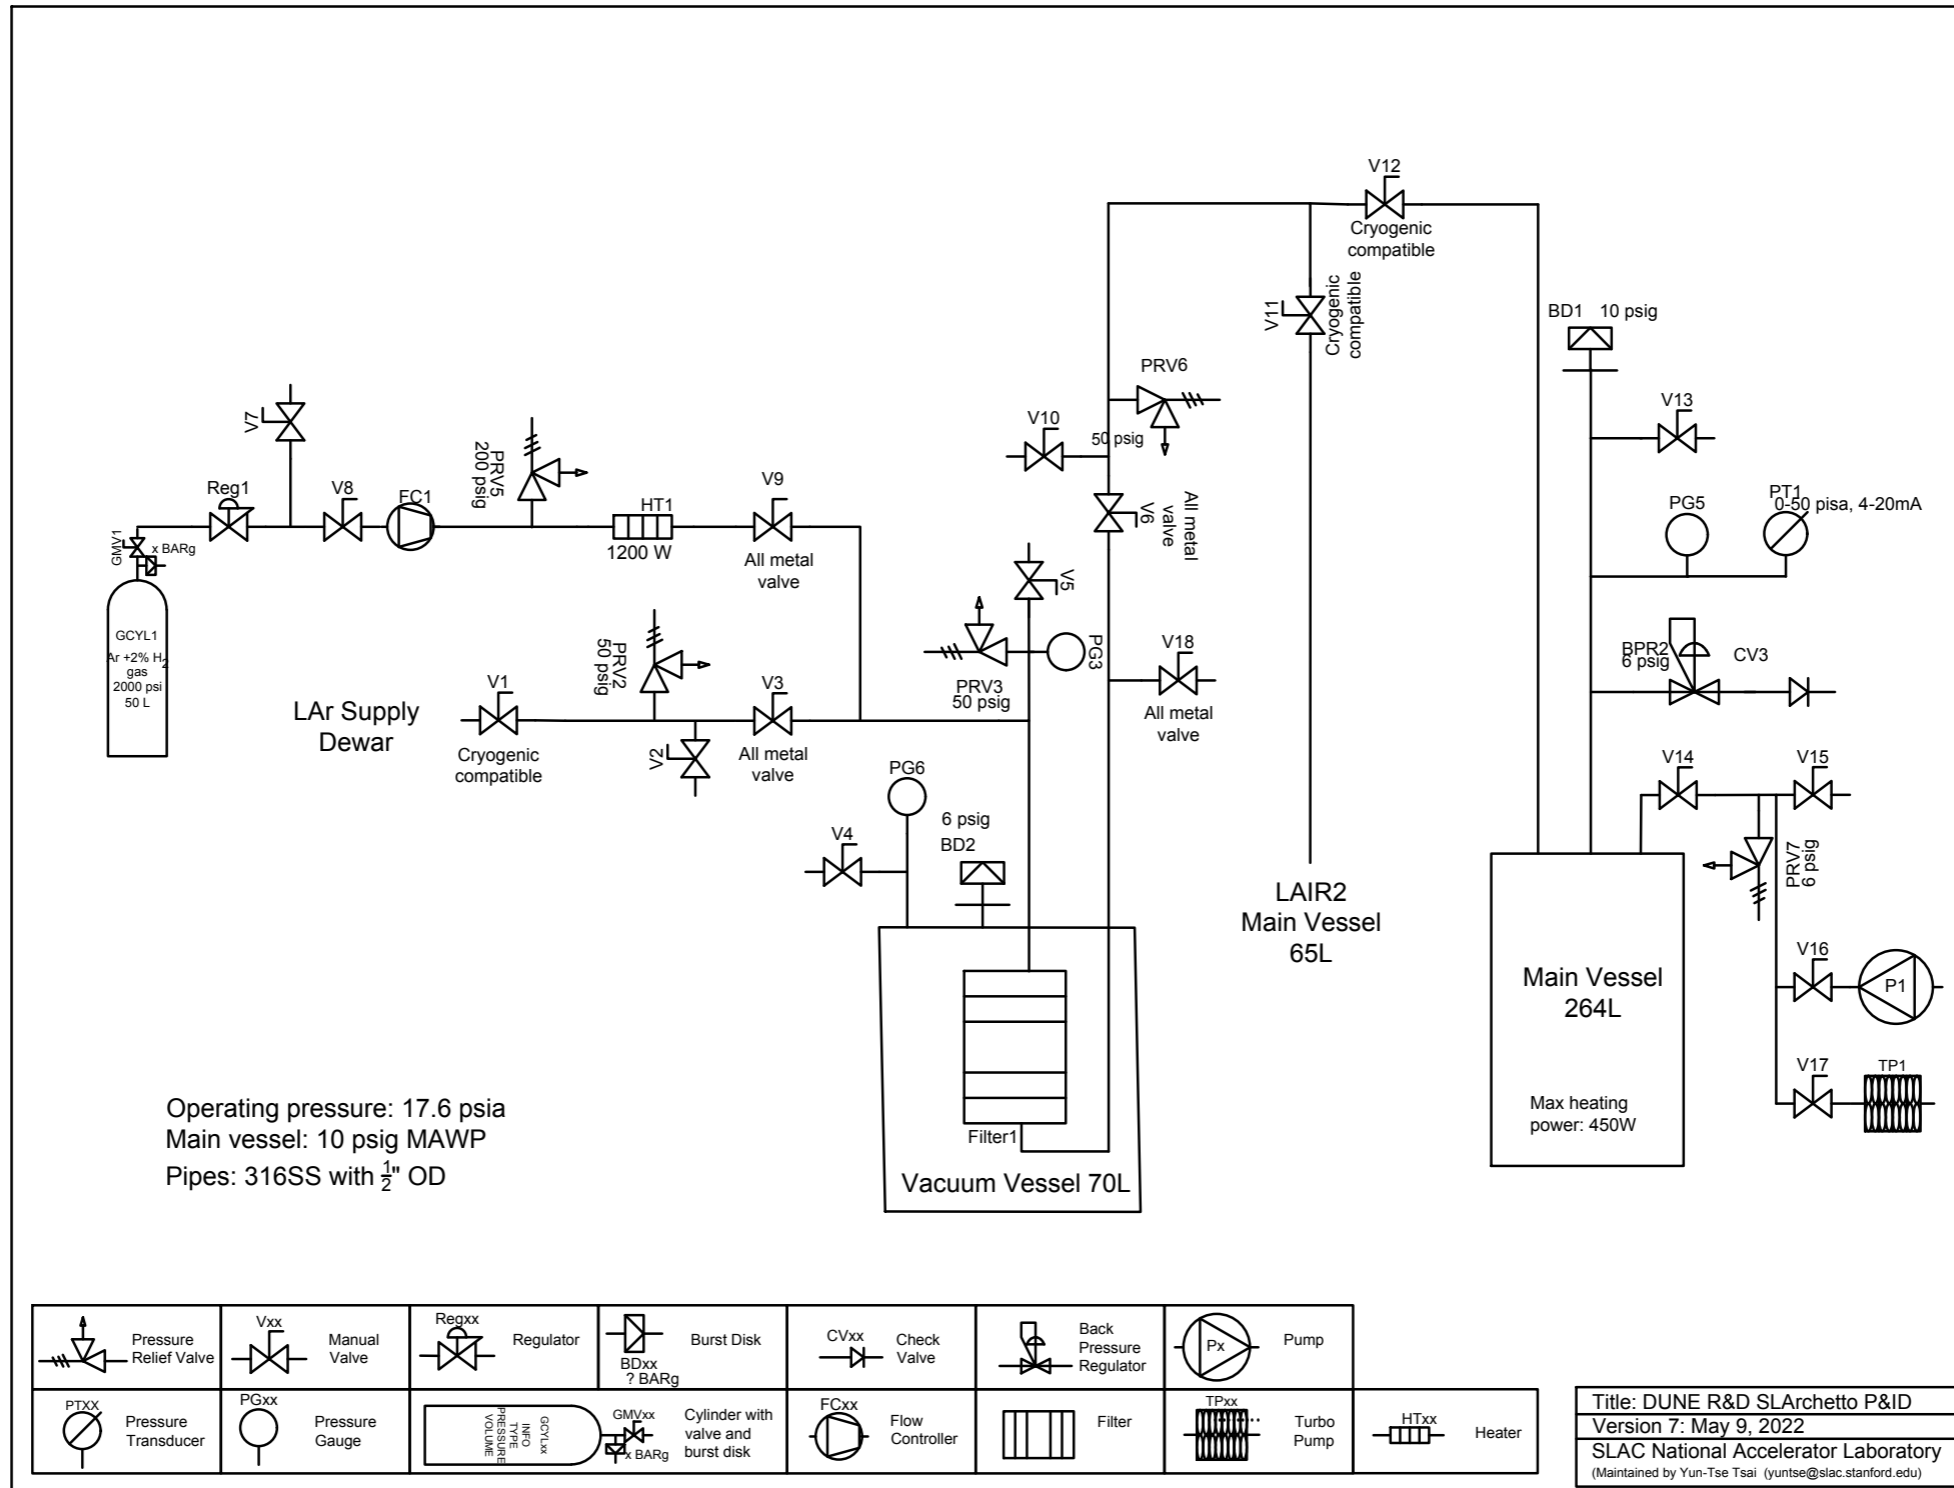 V12
Cryogenic
compatible
V11
Cryogenic
compatible
BD1 10 psig
PRV6
50 psig
V10
V13
V7
PRV5
200 psig
Reg1
V8
FC1
HT1
1200 W
V9
All metal
valve
V6
All metal
valve
PG5
PT1
0-50 pisa, 4-20mA
GMV1
x BARg
GCYL1
Ar +2% H2
gas
2000 psi
50 L
V5
PRV2
50 psig
PG3
V18
All metal
valve
BPR2
6 psig
CV3
PRV3
50 psig
LAr Supply
Dewar
V1
Cryogenic
compatible
V2
V3
All metal
valve
V14
V15
PG6
6 psig
BD2
V4
PRV7
6 psig
LAIR2
Main Vessel
65L
Main Vessel
264L
V16
P1
V17
TP1
Max heating
power: 450W
Operating pressure: 17.6 psia
Main vessel: 10 psig MAWP
Pipes: 316SS with 1/2" OD
Filter1
Vacuum Vessel 70L
Pressure
Relief Valve
Vxx
Manual
Valve
Regxx
Regulator
BDxx
? BARg
Burst Disk
CVxx
Check
Valve
Back
Pressure
Regulator
Px
Pump
PTXX
Pressure
Transducer
PGxx
Pressure
Gauge
GCYLxx
INFO
TYPE
PRESSURE
VOLUME
GMVxx
x BARg
Cylinder with
valve and
burst disk
FCxx
Flow
Controller
Filter
TPxx
Turbo
Pump
HTxx
Heater
Title: DUNE R&D SLArchetto P&ID
Version 7: May 9, 2022
SLAC National Accelerator Laboratory
(Maintained by Yun-Tse Tsai (yuntse@slac.stanford.edu)